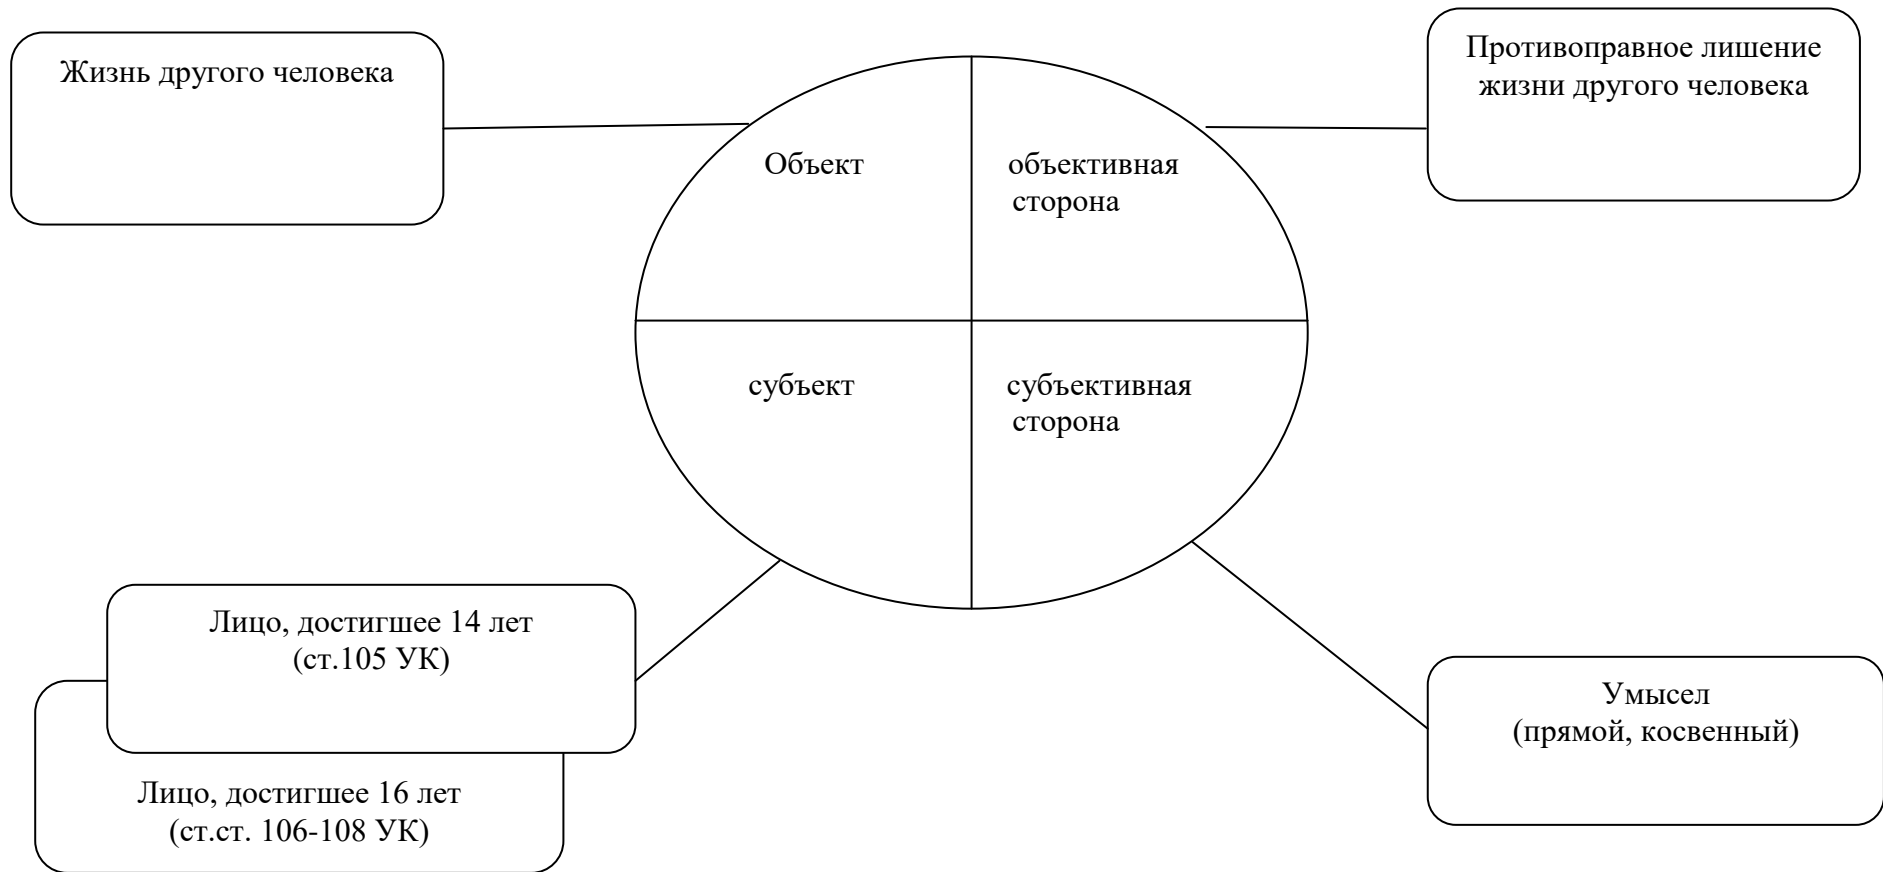 Жизнь другого человека
Противоправное лишение
жизни другого человека
Объект
объективная
сторона
субъект
субъективная
сторона
Лицо, достигшее 14 лет
(ст.105 УК)
Лицо, достигшее 16 лет
(ст.ст. 106-108 УК)
Умысел
(прямой, косвенный)